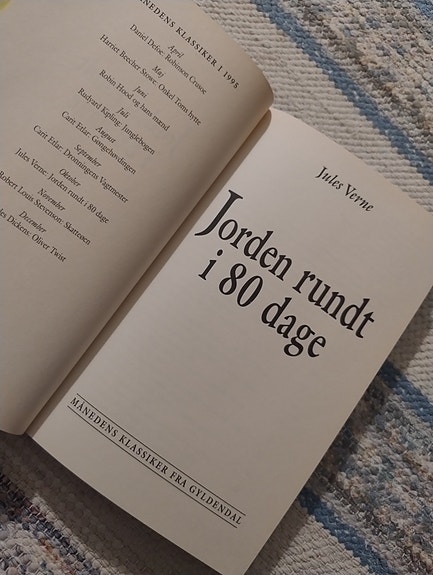 MÅNEDENS KLASSIKER I 1995
Daniel Defoe: Robinson Crusoe
April
Harriet Beecher Stowe: Onkel Toms hytte
Maj
Robin Hood og hans mænd
Juni
Rudyard Kipling: Junglebogen
Juli
Carit Etlar: Gøngehøvdingen
August
Carit Etlar: Dronningens Vagtmester
September
Jules Verne: Jorden rundt i 80 dage
Oktober
Robert Louis Stevenson: Skatteøen
November
les Dickens: Oliver Twist
December
Jules Verne
Jorden rundt
i 80 dage
MÅNEDENS KLASSIKER FRA GYLDENDAL